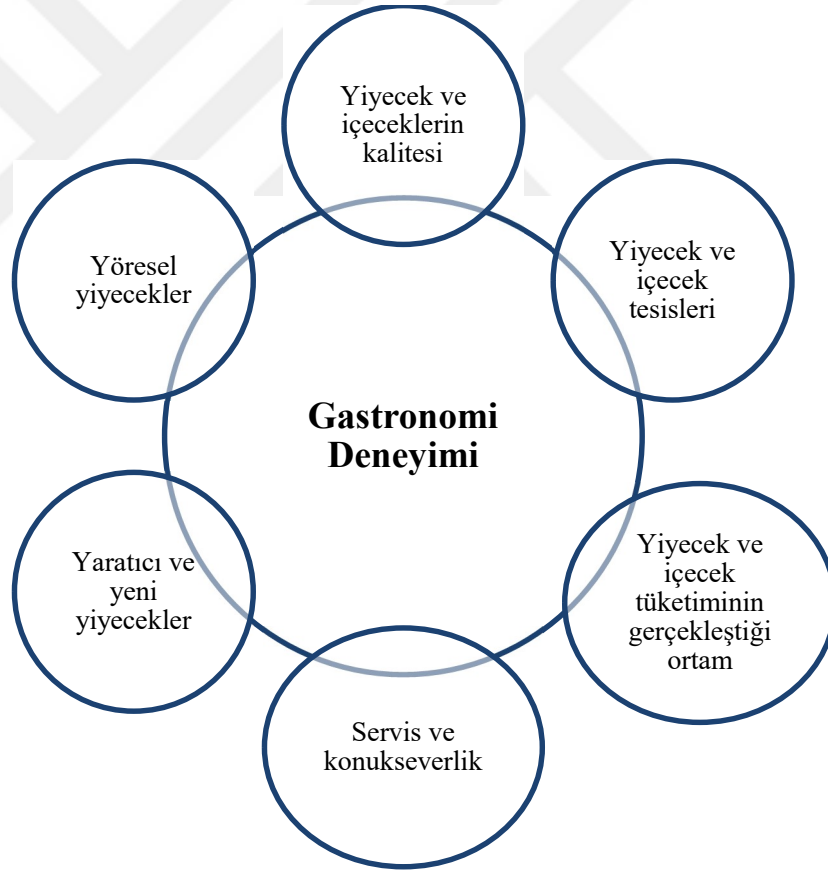 Yiyecek ve
içeceklerin
kalitesi
Yiyecek ve
içecek
tesisleri
Yiyecek ve
içecek
tüketiminin
gerçekleştiği
ortam
Servis ve
konukseverlik
Yaratıcı ve
yeni
yiyecekler
Yöresel
yiyecekler
Gastronomi
Deneyimi